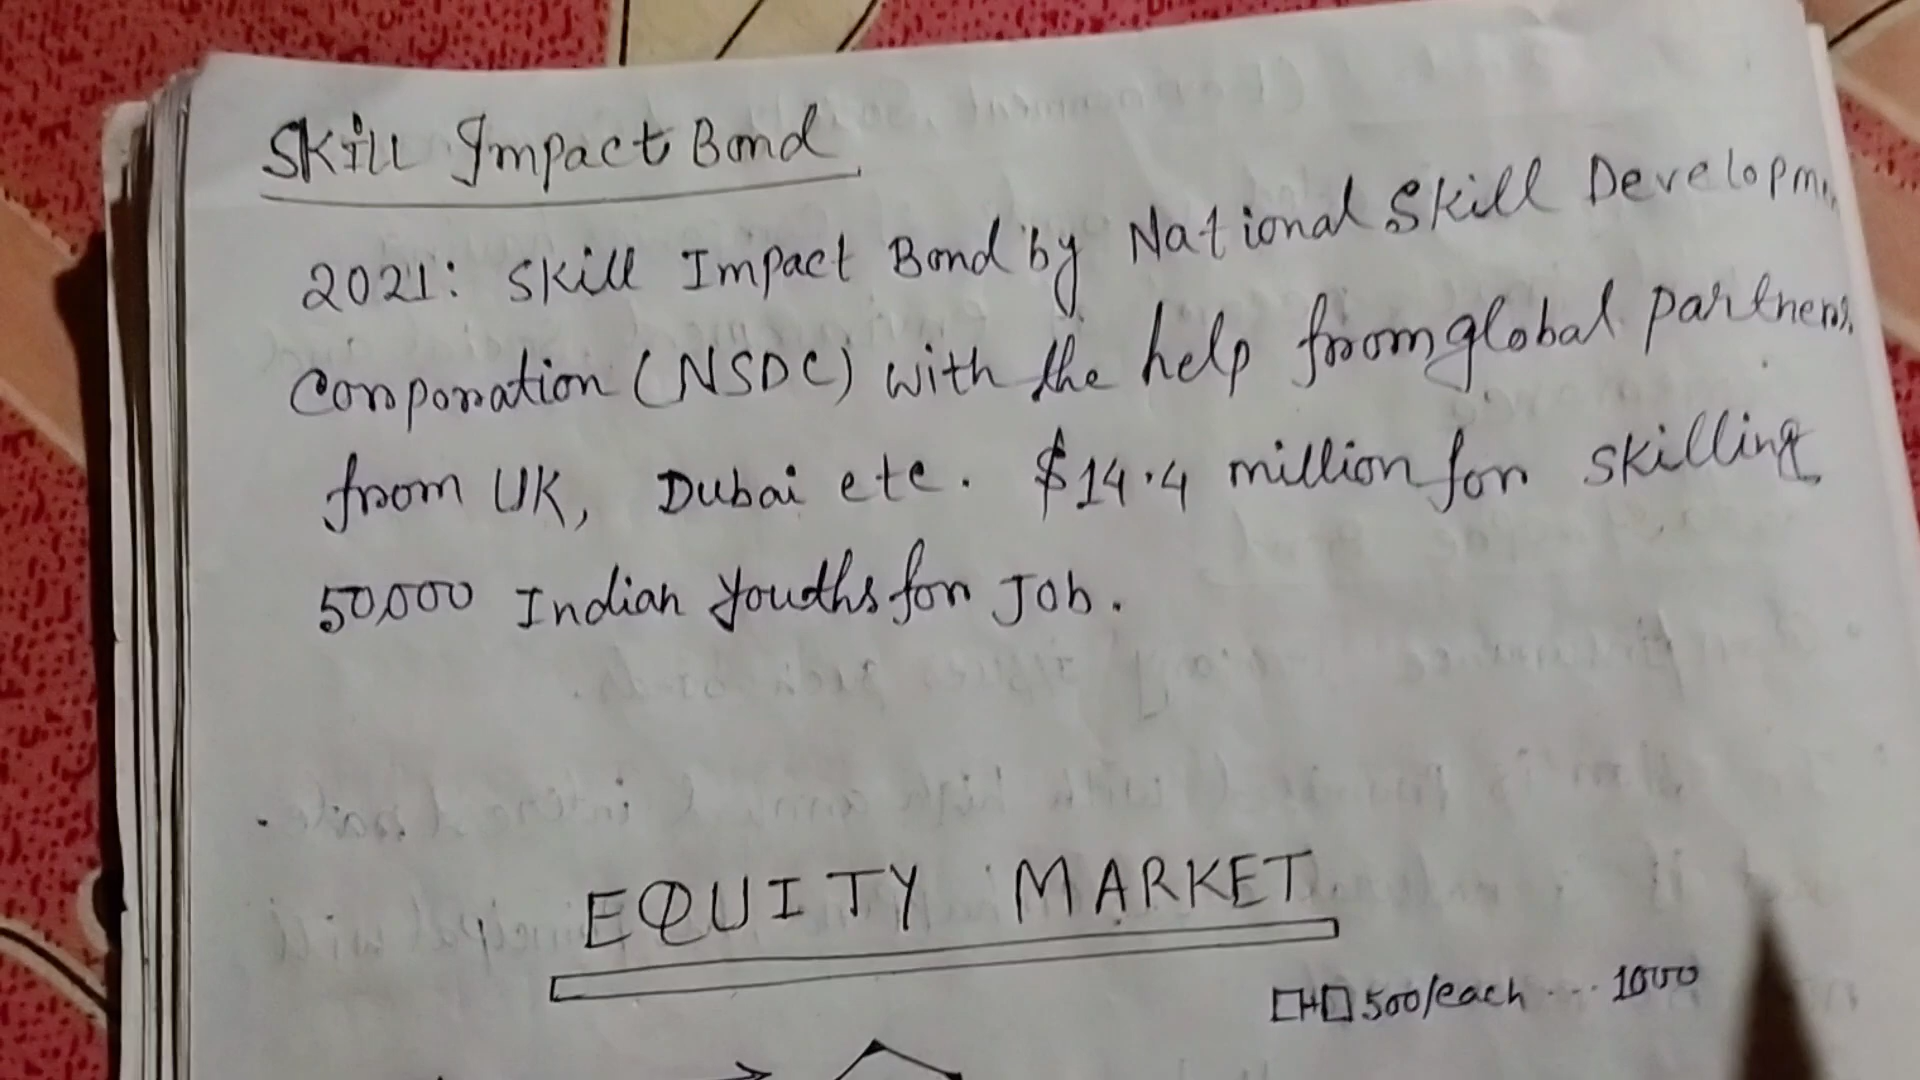 Skill Impact Bond
2021: Skill Impact Bond by National Skill Developm
Corporation (NSDC) with the help from global partners
from UK, Dubai etc. $14.4 million for skilling
50,000 Indian Youths for Job.
EQUITY MARKET
500/each ... 1000